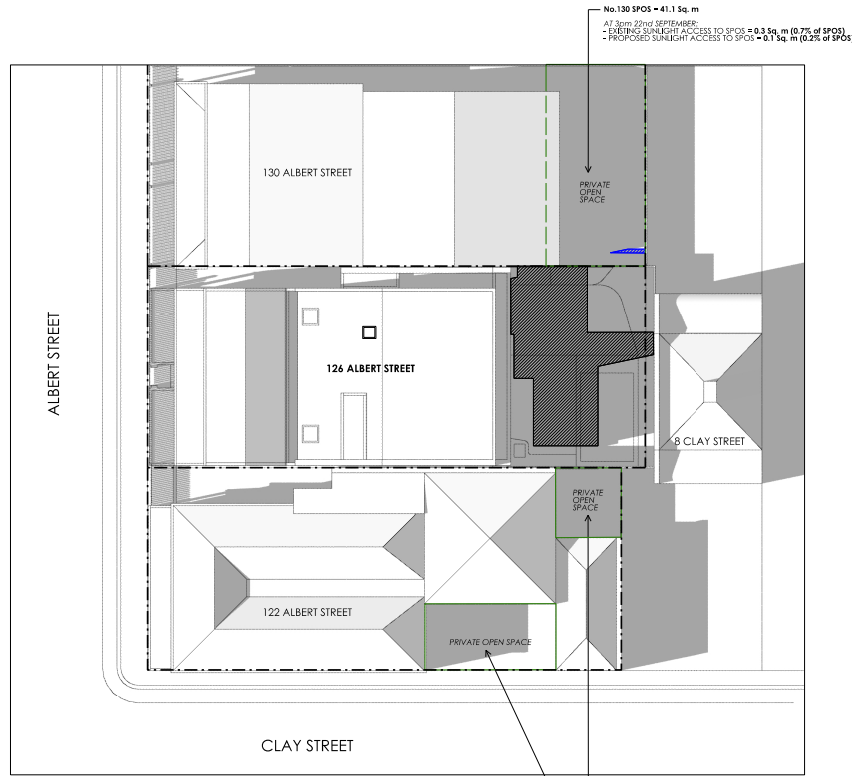 No.130 SPOS = 41.1 Sq. m
AT 3pm 22nd SEPTEMBER:
- EXISTING SUNLIGHT ACCESS TO SPOS = 0.3 Sq. m (0.7% of SPOS)
- PROPOSED SUNLIGHT ACCESS TO SPOS = 0.1 Sq. m (0.2% of SPOS
130 ALBERT STREET
PRIVATE
OPEN
SPACE
ALBERT STREET
126 ALBERT STREET
8 CLAY STREET
PRIVATE
OPEN
SPACE
122 ALBERT STREET
PRIVATE OPEN SPACE
CLAY STREET